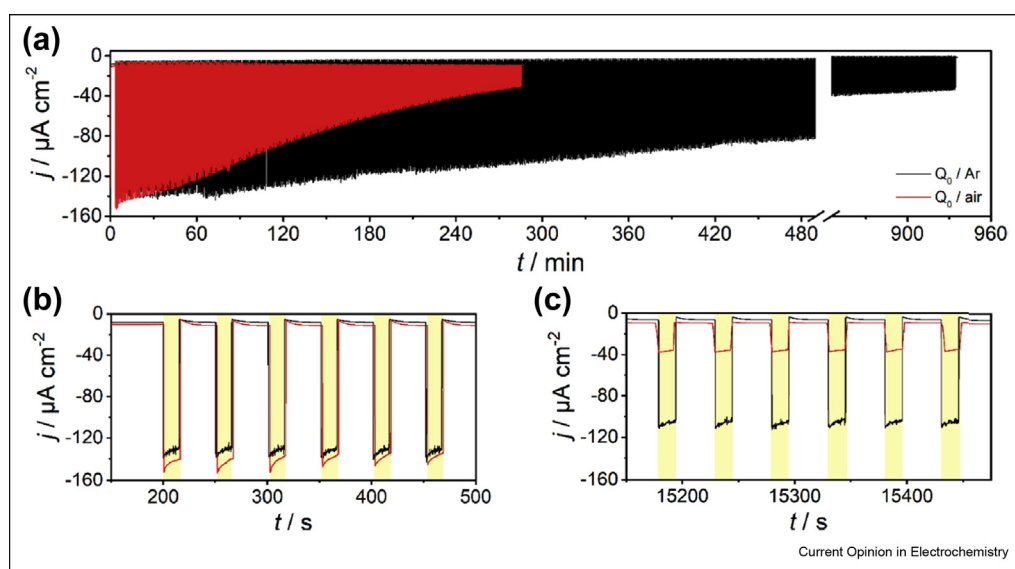 (a)
0
-40
-80
-120
-160
j / µA cm⁻²
Q₀ / Ar
Q₀ / air
0 60 120 180 240 300 360 420 480 900 960
t / min
(b)
0
-40
-80
-120
-160
j / µA cm⁻²
200 300 400 500
t / s
(c)
0
-40
-80
-120
-160
j / µA cm⁻²
15200 15300 15400
t / s
Current Opinion in Electrochemistry